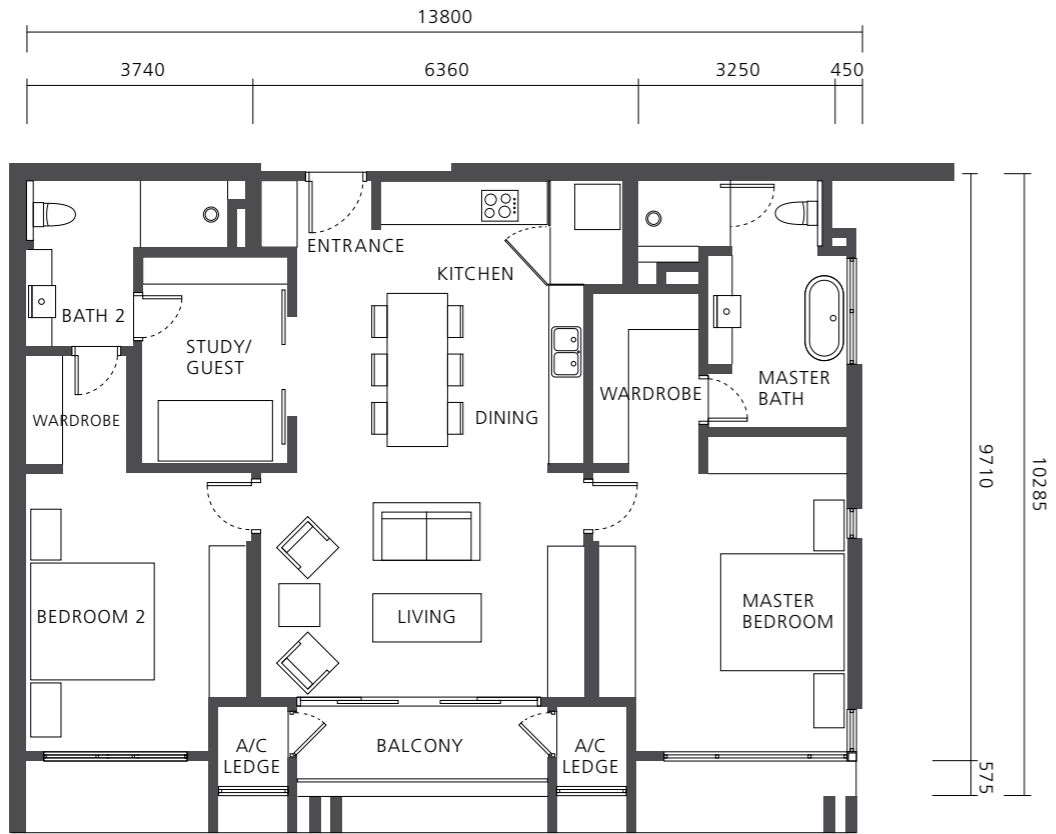 13800
3740
6360
3250
450
ENTRANCE
KITCHEN
BATH 2
STUDY/
GUEST
MASTER
BATH
WARDROBE
WARDROBE
DINING
9710
10285
BEDROOM 2
LIVING
MASTER
BEDROOM
A/C
LEDGE
BALCONY
A/C
LEDGE
575